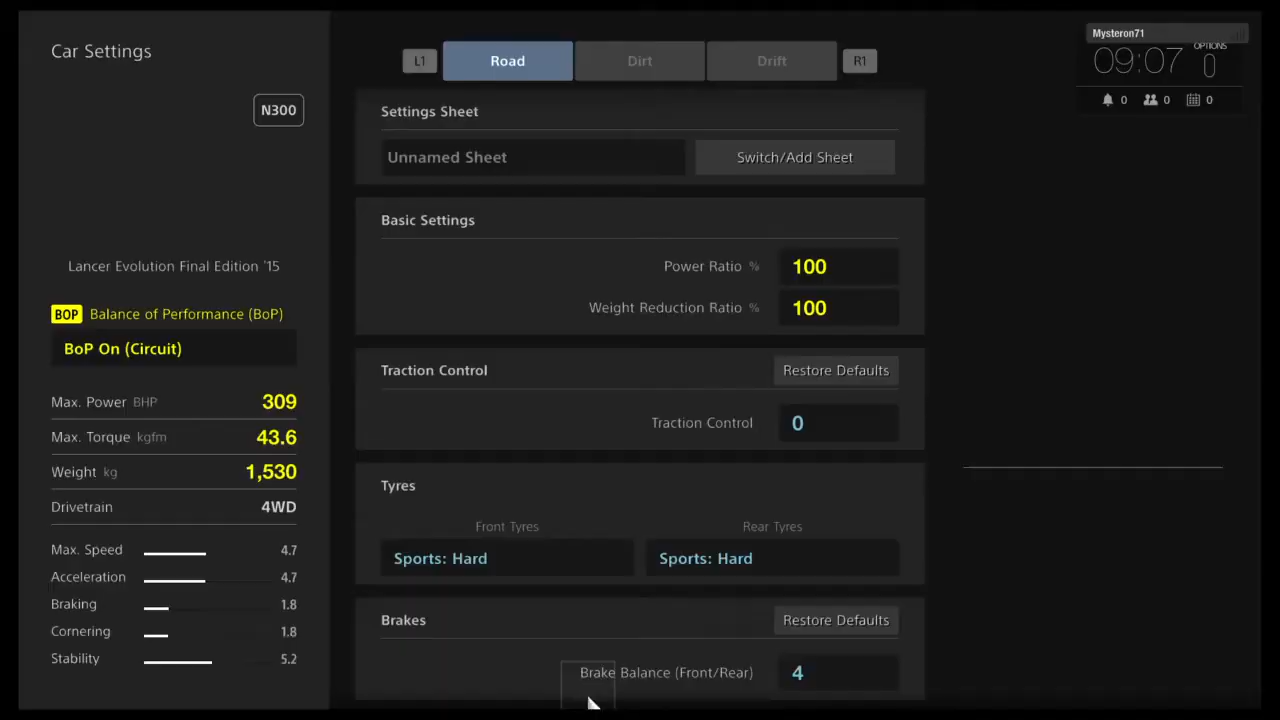 Car Settings
L1
Road
Dirt
Drift
R1
Mysteron71
09:07
OPTIONS
0
0
0
N300
Settings Sheet
Unnamed Sheet
Switch/Add Sheet
Basic Settings
Power Ratio %
100
Weight Reduction Ratio %
100
Lancer Evolution Final Edition '15
BOP Balance of Performance (BoP)
BoP On (Circuit)
Max. Power BHP 309
Max. Torque kgfm 43.6
Weight kg 1,530
Drivetrain 4WD
Max. Speed 4.7
Acceleration 4.7
Braking 1.8
Cornering 1.8
Stability 5.2
Traction Control
Restore Defaults
Traction Control 0
Tyres
Front Tyres
Rear Tyres
Sports: Hard
Sports: Hard
Brakes
Restore Defaults
Brake Balance (Front/Rear) 4